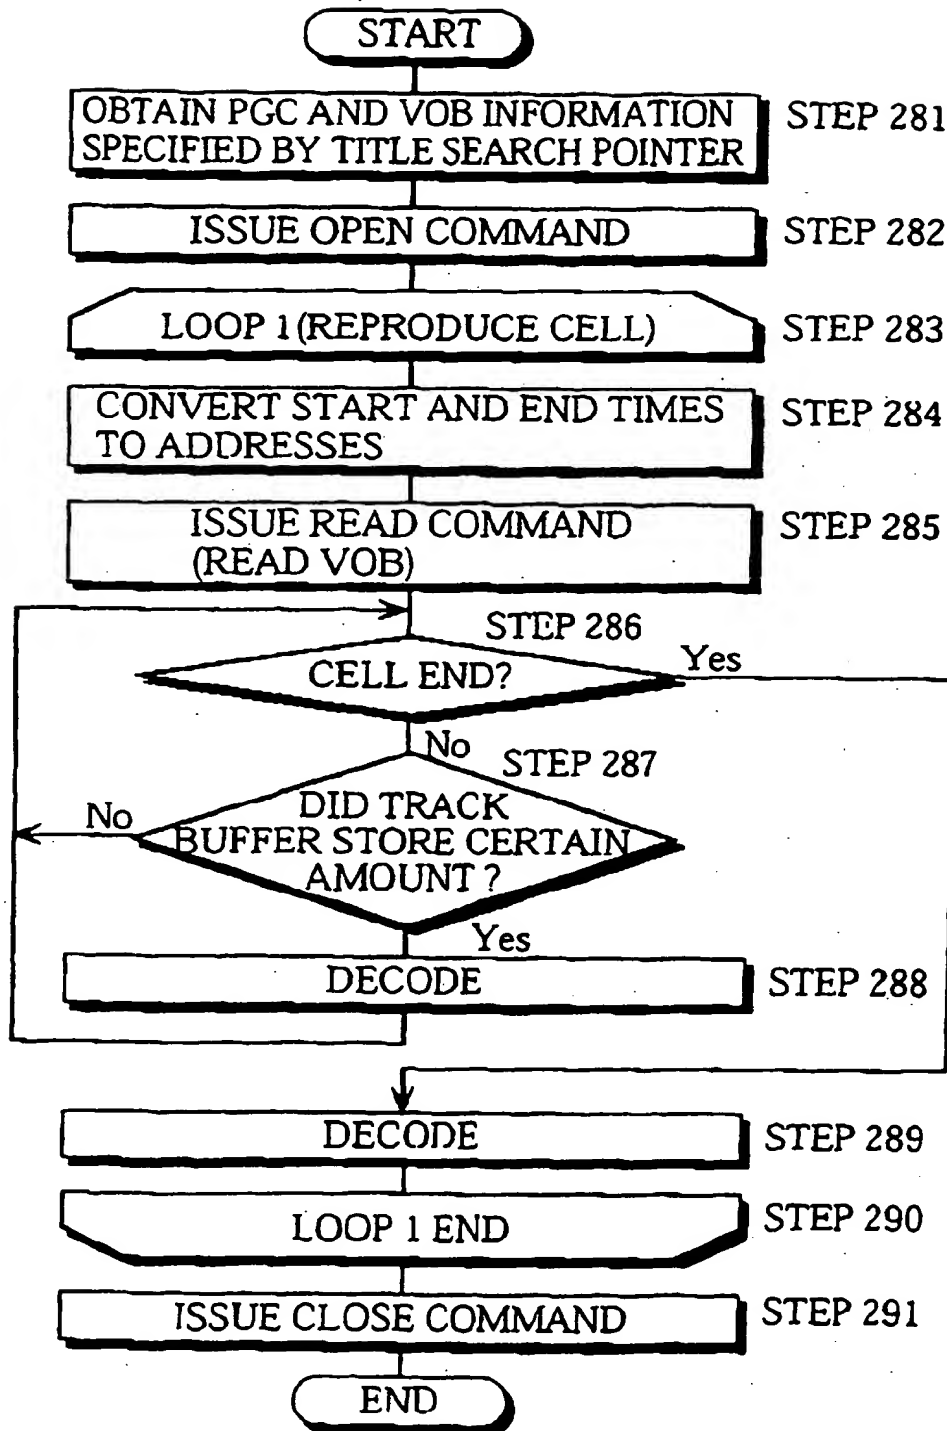 START
OBTAIN PGC AND VOB INFORMATION
SPECIFIED BY TITLE SEARCH POINTER
STEP 281
ISSUE OPEN COMMAND
STEP 282
LOOP 1(REPRODUCE CELL)
STEP 283
CONVERT START AND END TIMES
TO ADDRESSES
STEP 284
ISSUE READ COMMAND
(READ VOB)
STEP 285
STEP 286
CELL END?
Yes
No
STEP 287
DID TRACK
BUFFER STORE CERTAIN
AMOUNT ?
No
Yes
DECODE
STEP 288
DECODE
STEP 289
LOOP 1 END
STEP 290
ISSUE CLOSE COMMAND
STEP 291
END